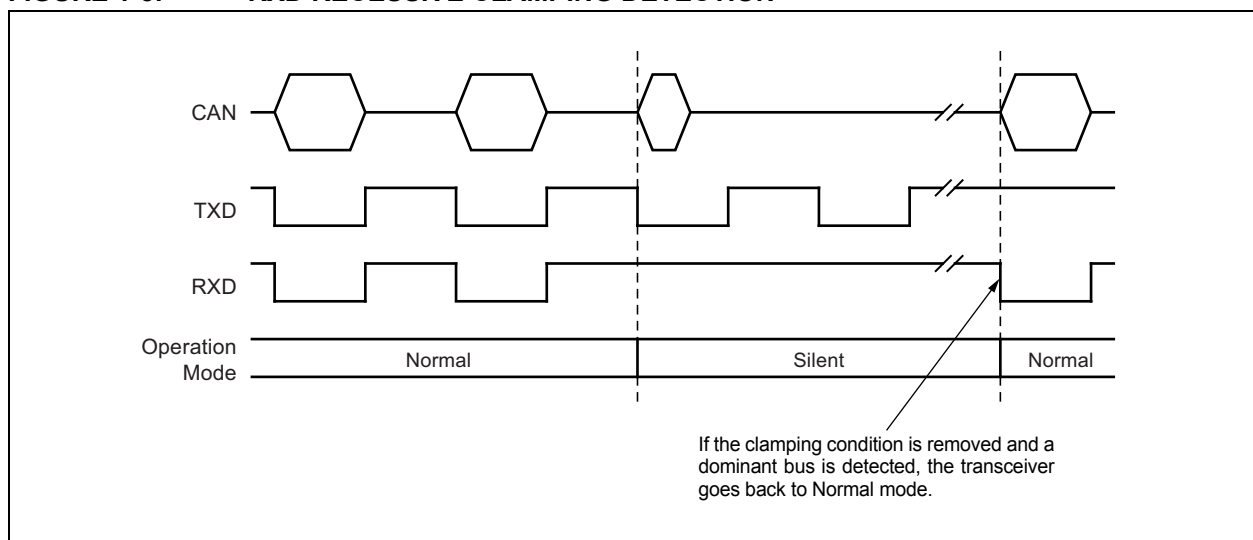 CAN
TXD
RXD
Operation
Mode
Normal
Silent
Normal
If the clamping condition is removed and a
dominant bus is detected, the transceiver
goes back to Normal mode.